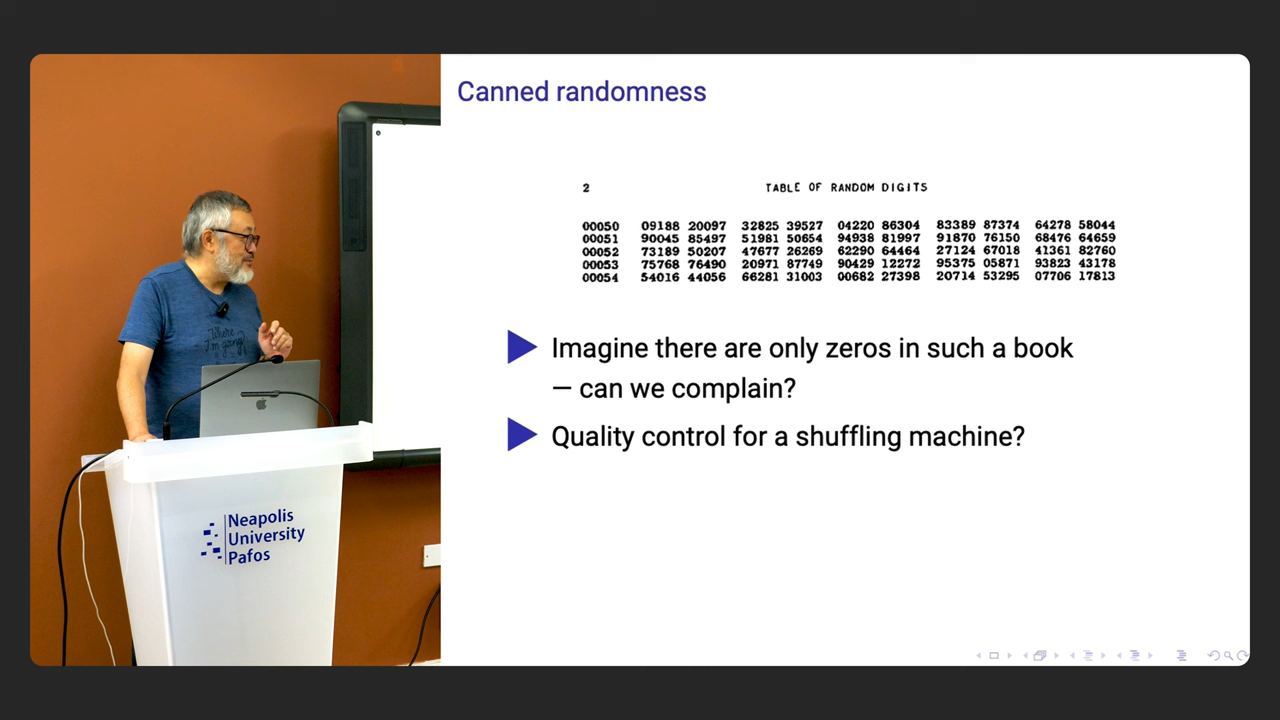 Canned randomness
2 TABLE OF RANDOM DIGITS
00050 09188 20097 32825 39527 04220 86304 83389 87374 64278 58044
00051 90045 85497 51981 50654 94938 81997 91870 76150 68476 64659
00052 73189 50207 47677 26269 62290 64464 27124 67018 41361 82760
00053 75768 76490 20971 87749 90429 12272 95375 05871 93823 43178
00054 54016 44056 66281 31003 00682 27398 20714 53295 07706 17813
Imagine there are only zeros in such a book
— can we complain?
Quality control for a shuffling machine?
Where
I'm going?
Neapolis
University
Pafos